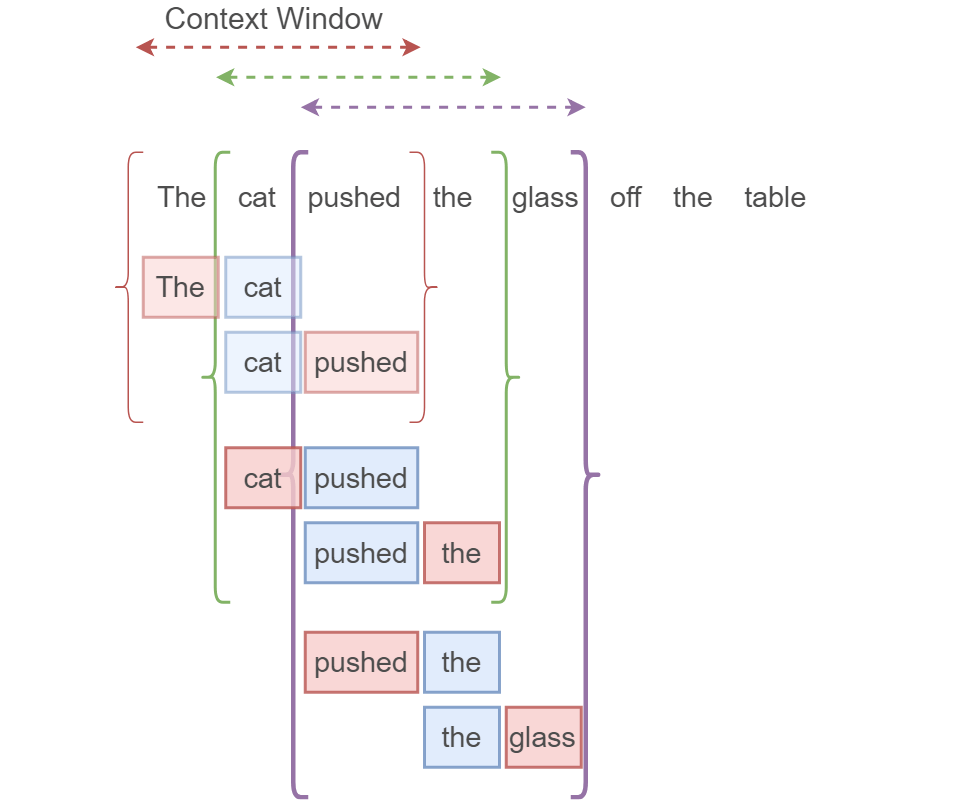 Context Window
The cat pushed the glass off the table
The cat
cat pushed
cat pushed
pushed the
pushed the
the glass